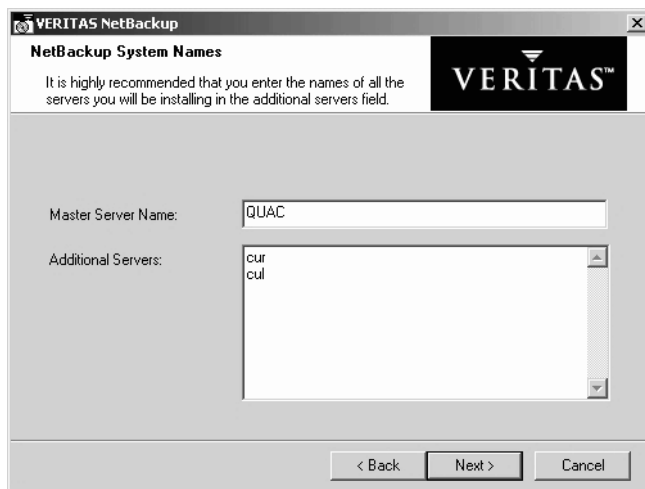 VERITAS NetBackup
NetBackup System Names
It is highly recommended that you enter the names of all the
servers you will be installing in the additional servers field.
VERITAS™
Master Server Name:
QUAC
Additional Servers:
cur
cul
< Back
Next >
Cancel